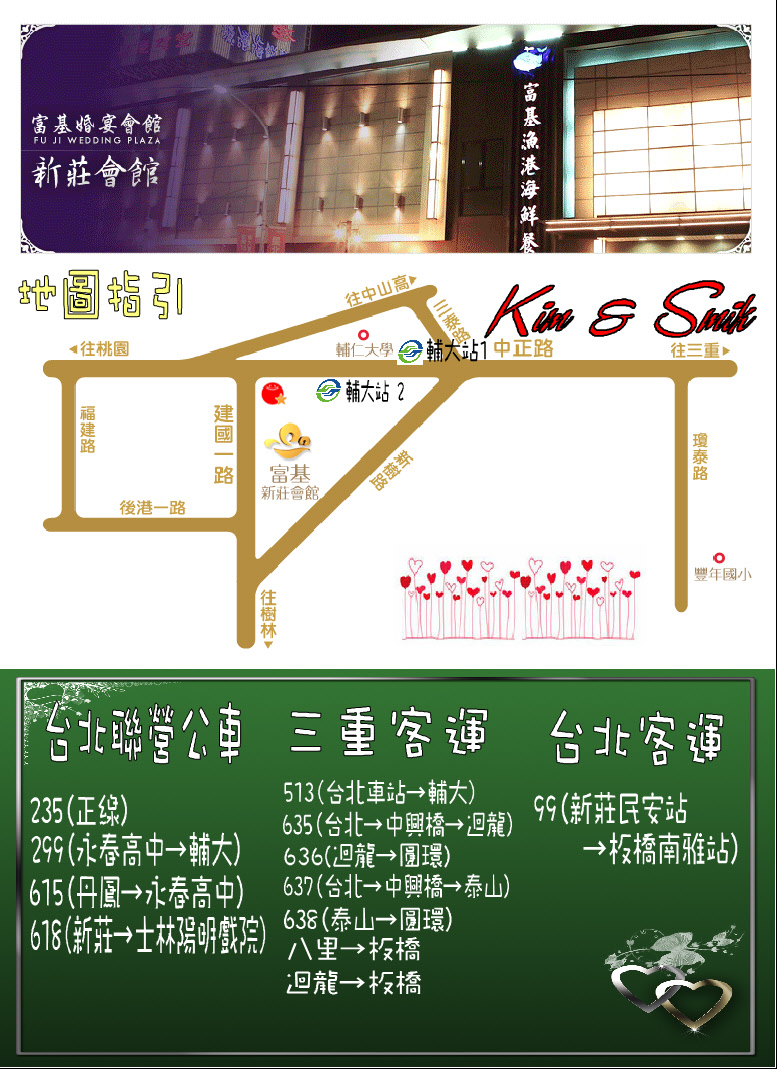 富基婚宴會館
FU JI WEDDING PLAZA
新莊會館
富基漁港海鮮餐
地圖指引
Kim & Smik
往中山高
三泰路
往桃園
輔仁大學
輔大站1
中正路
往三重
輔大站 2
福建路
建國一路
富基
新莊會館
新樹路
瓊泰路
後港一路
豐年國小
往樹林
台北聯營公車
235(正線)
299(永春高中→輔大)
615(丹鳳→永春高中)
618(新莊→士林陽明戲院)
三重客運
513(台北車站→輔大)
635(台北→中興橋→迴龍)
636(迴龍→圓環)
637(台北→中興橋→泰山)
638(泰山→圓環)
八里→板橋
迴龍→板橋
台北客運
99(新莊民安站
→板橋南雅站)